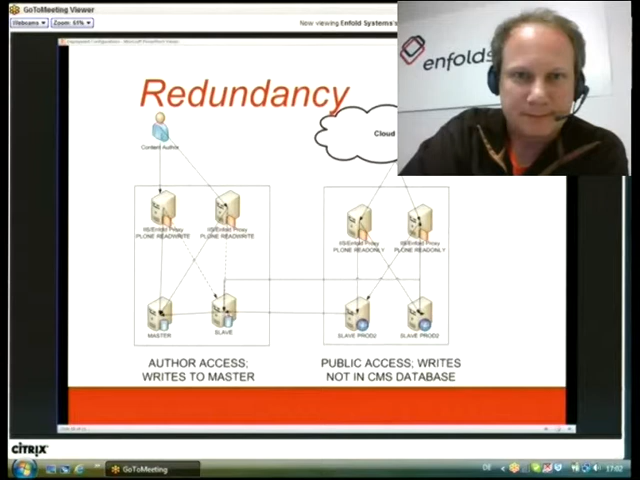 GoToMeeting Viewer
Webcams
Zoom: 61%
Now viewing Enfold Systems'
enfolds
Redundancy
Content Author
Cloud
IIS/Enfold Proxy
PLONE READWRITE
IIS/Enfold Proxy
PLONE READWRITE
IIS/Enfold Proxy
PLONE READONLY
IIS/Enfold Proxy
PLONE READONLY
MASTER
SLAVE
SLAVE PROD2
SLAVE PROD2
AUTHOR ACCESS;
WRITES TO MASTER
PUBLIC ACCESS; WRITES
NOT IN CMS DATABASE
CITRIX
GoToMeeting
DE
17:02